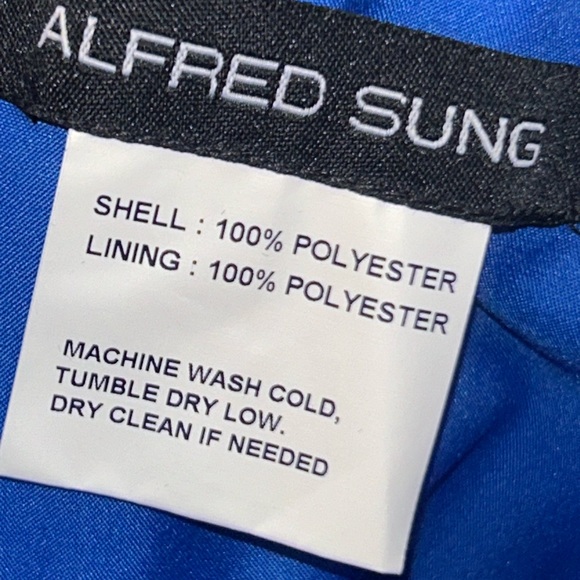 ALFRED SUNG
SHELL : 100% POLYESTER
LINING : 100% POLYESTER
MACHINE WASH COLD,
TUMBLE DRY LOW.
DRY CLEAN IF NEEDED